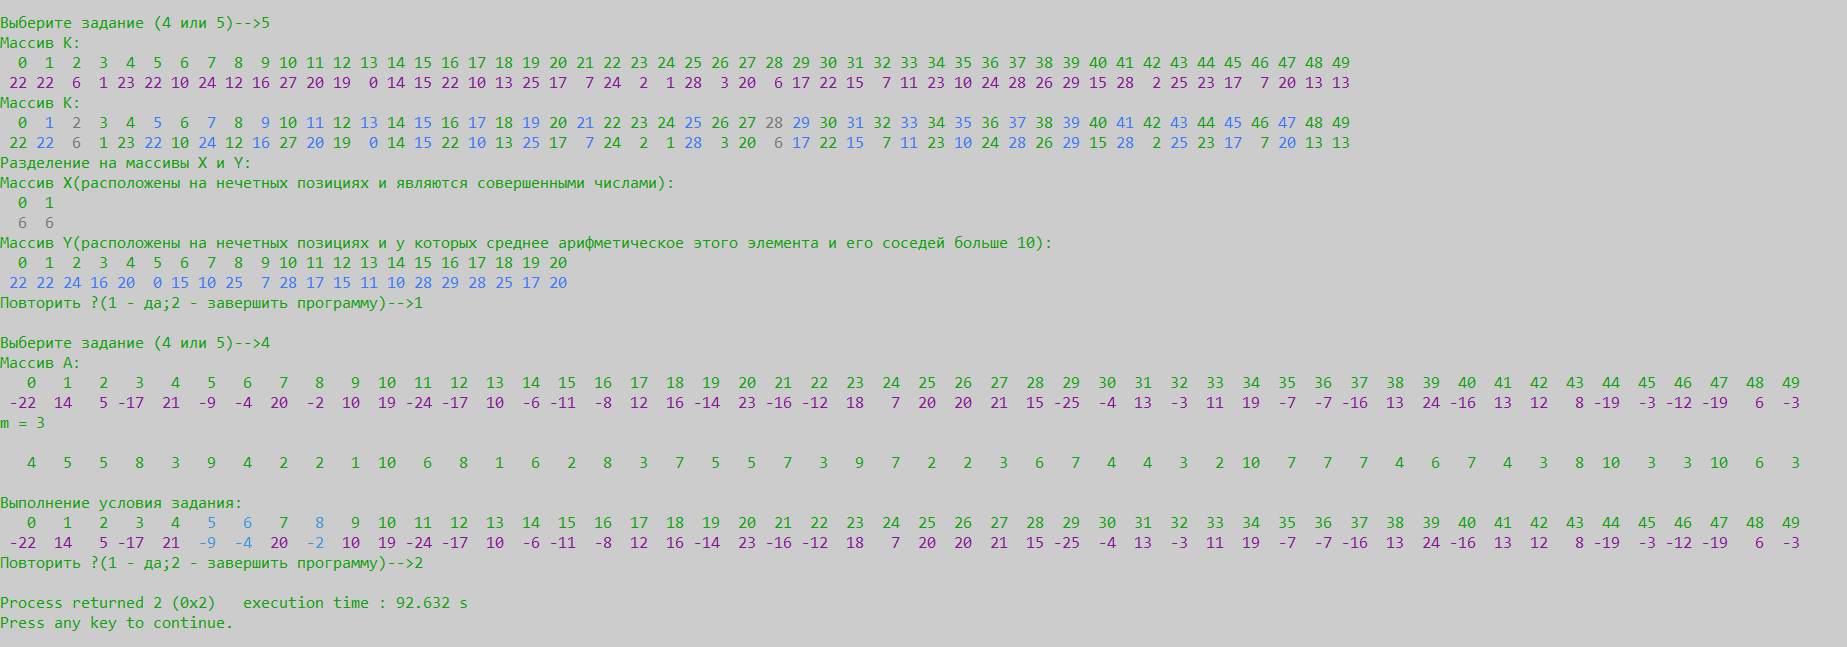 Выберите задание (4 или 5)-->5
Массив K:
0 1 2 3 4 5 6 7 8 9 10 11 12 13 14 15 16 17 18 19 20 21 22 23 24 25 26 27 28 29 30 31 32 33 34 35 36 37 38 39 40 41 42 43 44 45 46 47 48 49
22 22 6 1 23 22 10 24 12 16 27 20 19 0 14 15 22 10 13 25 17 7 24 2 1 28 3 20 6 17 22 15 7 11 23 10 24 28 26 29 15 28 2 25 23 17 7 20 13 13
Массив K:
0 1 2 3 4 5 6 7 8 9 10 11 12 13 14 15 16 17 18 19 20 21 22 23 24 25 26 27 28 29 30 31 32 33 34 35 36 37 38 39 40 41 42 43 44 45 46 47 48 49
22 22 6 1 23 22 10 24 12 16 27 20 19 0 14 15 22 10 13 25 17 7 24 2 1 28 3 20 6 17 22 15 7 11 23 10 24 28 26 29 15 28 2 25 23 17 7 20 13 13
Разделение на массивы X и Y:
Массив X(расположены на нечетных позициях и являются совершенными числами):
0 1
6 6
Массив Y(расположены на нечетных позициях и у которых среднее арифметическое этого элемента и его соседей больше 10):
0 1 2 3 4 5 6 7 8 9 10 11 12 13 14 15 16 17 18 19 20
22 22 24 16 20 0 15 10 25 7 28 17 15 11 10 28 29 28 25 17 20
Повторить ?(1 - да;2 - завершить программу)-->1
Выберите задание (4 или 5)-->4
Массив A:
0 1 2 3 4 5 6 7 8 9 10 11 12 13 14 15 16 17 18 19 20 21 22 23 24 25 26 27 28 29 30 31 32 33 34 35 36 37 38 39 40 41 42 43 44 45 46 47 48 49
-22 14 5 -17 21 -9 -4 20 -2 10 19 -24 -17 10 -6 -11 -8 12 16 -14 23 -16 -12 18 7 20 20 21 15 -25 -4 13 -3 11 19 -7 -7 -16 13 24 -16 13 12 8 -19 -3 -12 -19 6 -3
m = 3
4 5 5 8 3 9 4 2 2 1 10 6 8 1 6 2 8 3 7 5 5 7 3 9 7 2 2 3 6 7 4 4 3 2 10 7 7 7 4 6 7 4 3 8 10 3 3 10 6 3
Выполнение условия задания:
0 1 2 3 4 5 6 7 8 9 10 11 12 13 14 15 16 17 18 19 20 21 22 23 24 25 26 27 28 29 30 31 32 33 34 35 36 37 38 39 40 41 42 43 44 45 46 47 48 49
-22 14 5 -17 21 -9 -4 20 -2 10 19 -24 -17 10 -6 -11 -8 12 16 -14 23 -16 -12 18 7 20 20 21 15 -25 -4 13 -3 11 19 -7 -7 -16 13 24 -16 13 12 8 -19 -3 -12 -19 6 -3
Повторить ?(1 - да;2 - завершить программу)-->2
Process returned 2 (0x2) execution time : 92.632 s
Press any key to continue.